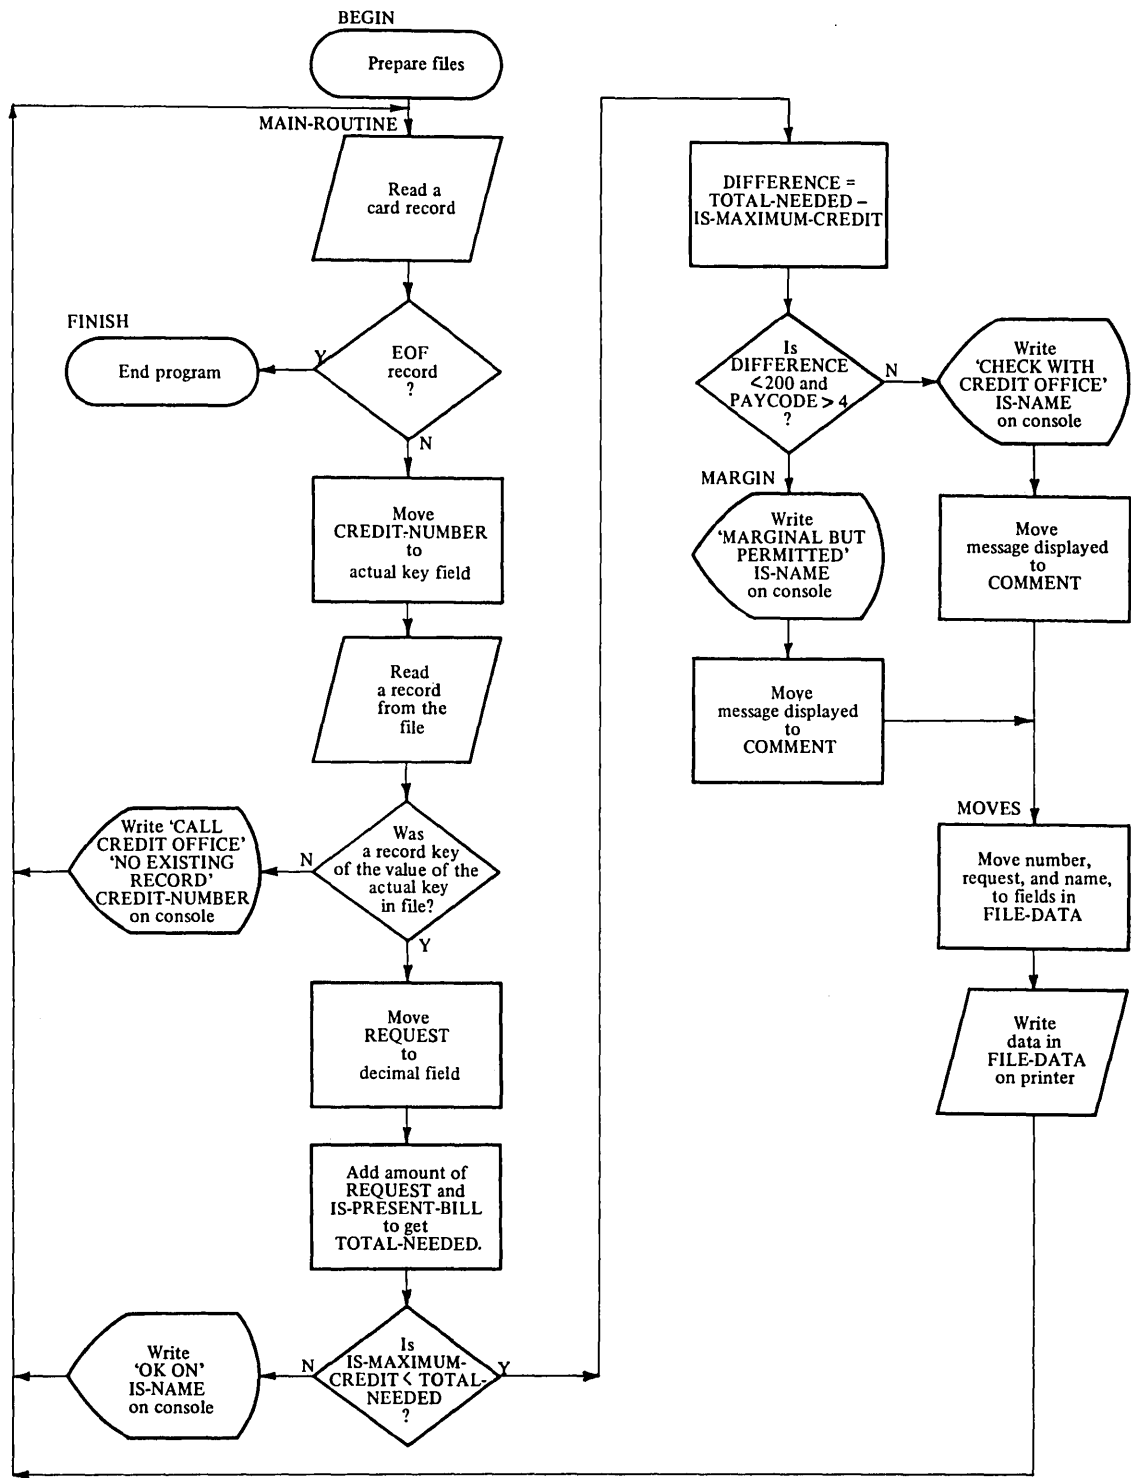 BEGIN
Prepare files
MAIN-ROUTINE
Read a
card record
EOF
record
?
Y
N
FINISH
End program
Move
CREDIT-NUMBER
to
actual key field
Read
a record
from the
file
Was
a record key
of the value of the
actual key
in file?
N
Y
Write 'CALL
CREDIT OFFICE'
'NO EXISTING
RECORD'
CREDIT-NUMBER
on console
Move
REQUEST
to
decimal field
Add amount of
REQUEST and
IS-PRESENT-BILL
to get
TOTAL-NEEDED.
Is
IS-MAXIMUM-
CREDIT < TOTAL-
NEEDED
?
N
Y
Write
'OK ON'
IS-NAME
on console
DIFFERENCE =
TOTAL-NEEDED –
IS-MAXIMUM-CREDIT
Is
DIFFERENCE
<200 and
PAYCODE > 4
?
N
Write
'CHECK WITH
CREDIT OFFICE'
IS-NAME
on console
Move
message displayed
to
COMMENT
MARGIN
Write
'MARGINAL BUT
PERMITTED'
IS-NAME
on console
Move
message displayed
to
COMMENT
MOVES
Move number,
request, and name,
to fields in
FILE-DATA
Write
data in
FILE-DATA
on printer